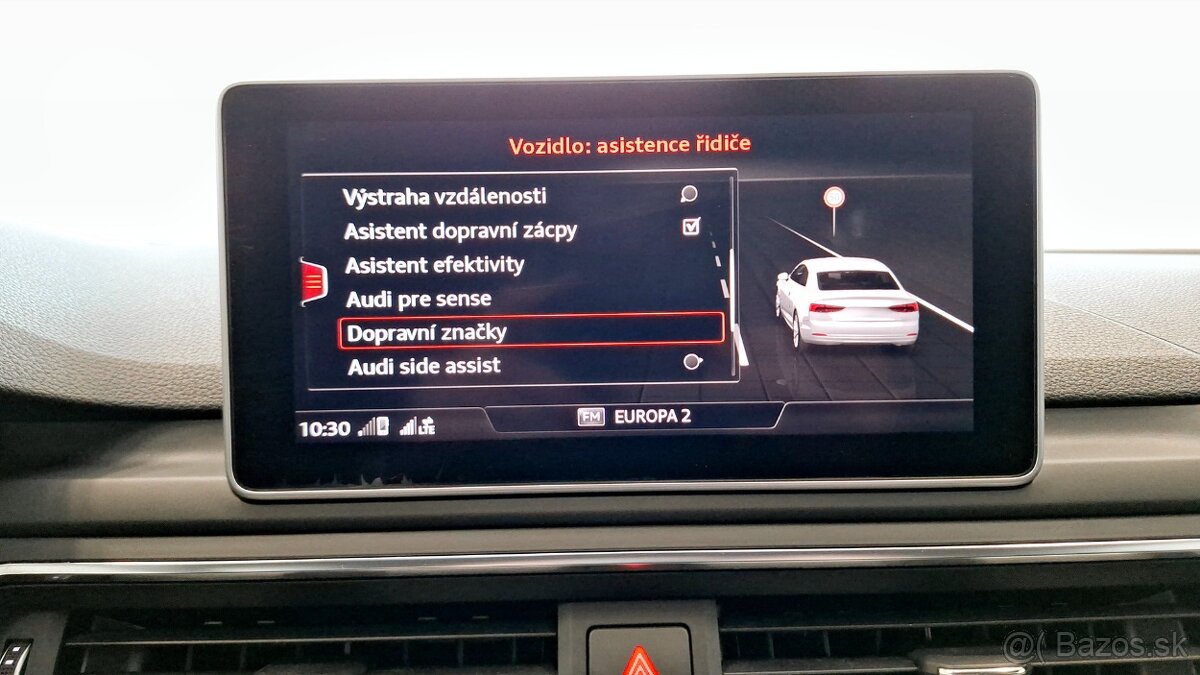 Vozidlo: asistence řidiče
Výstraha vzdálenosti
Asistent dopravní zácpy
Asistent efektivity
Audi pre sense
Dopravní značky
Audi side assist
10:30 LTE FM EUROPA 2
@( Bazos.sk